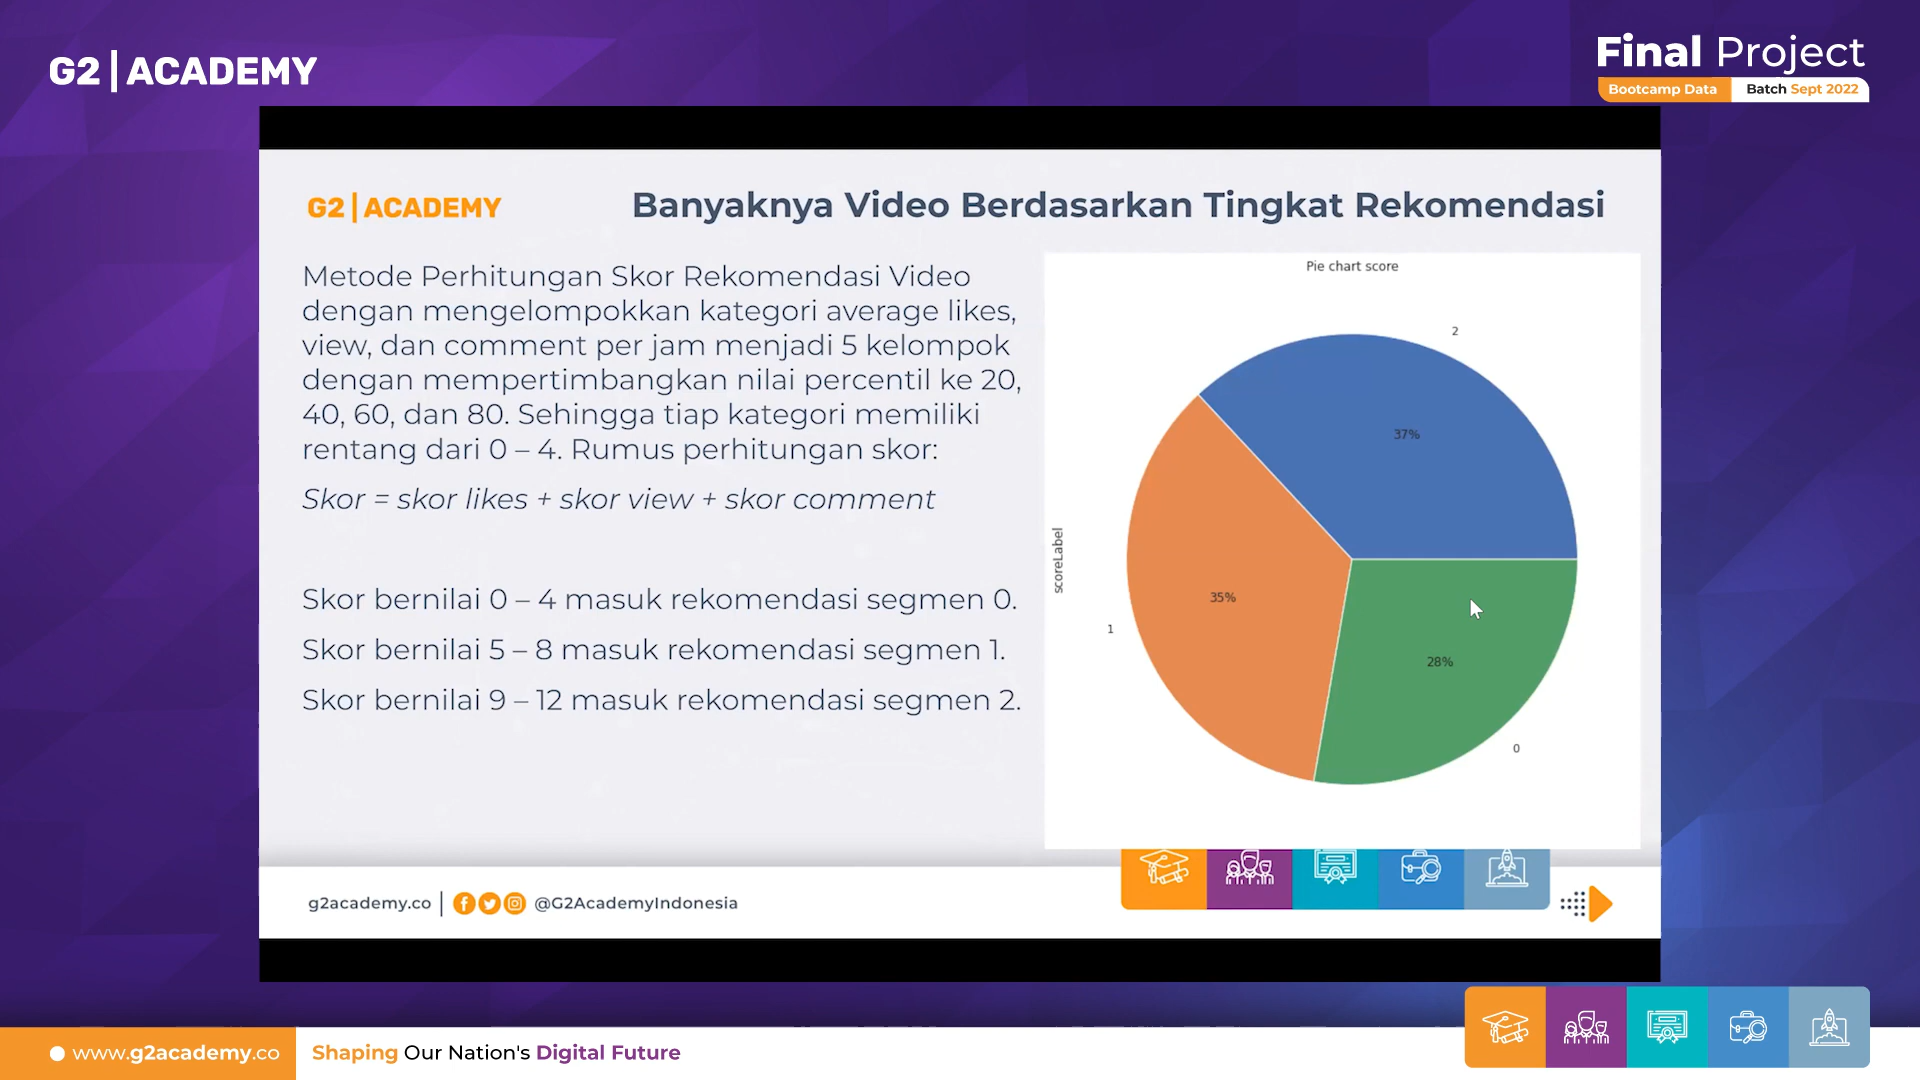 G2 | ACADEMY
Final Project
Bootcamp Data
Batch Sept 2022
G2 | ACADEMY
Banyaknya Video Berdasarkan Tingkat Rekomendasi
Metode Perhitungan Skor Rekomendasi Video
dengan mengelompokkan kategori average likes,
view, dan comment per jam menjadi 5 kelompok
dengan mempertimbangkan nilai percentil ke 20,
40, 60, dan 80. Sehingga tiap kategori memiliki
rentang dari 0 – 4. Rumus perhitungan skor:
Skor = skor likes + skor view + skor comment
Skor bernilai 0 – 4 masuk rekomendasi segmen 0.
Skor bernilai 5 – 8 masuk rekomendasi segmen 1.
Skor bernilai 9 – 12 masuk rekomendasi segmen 2.
Pie chart score
2
37%
scoreLabel
35%
1
28%
0
g2academy.co
@G2AcademyIndonesia
www.g2academy.co
Shaping Our Nation's Digital Future